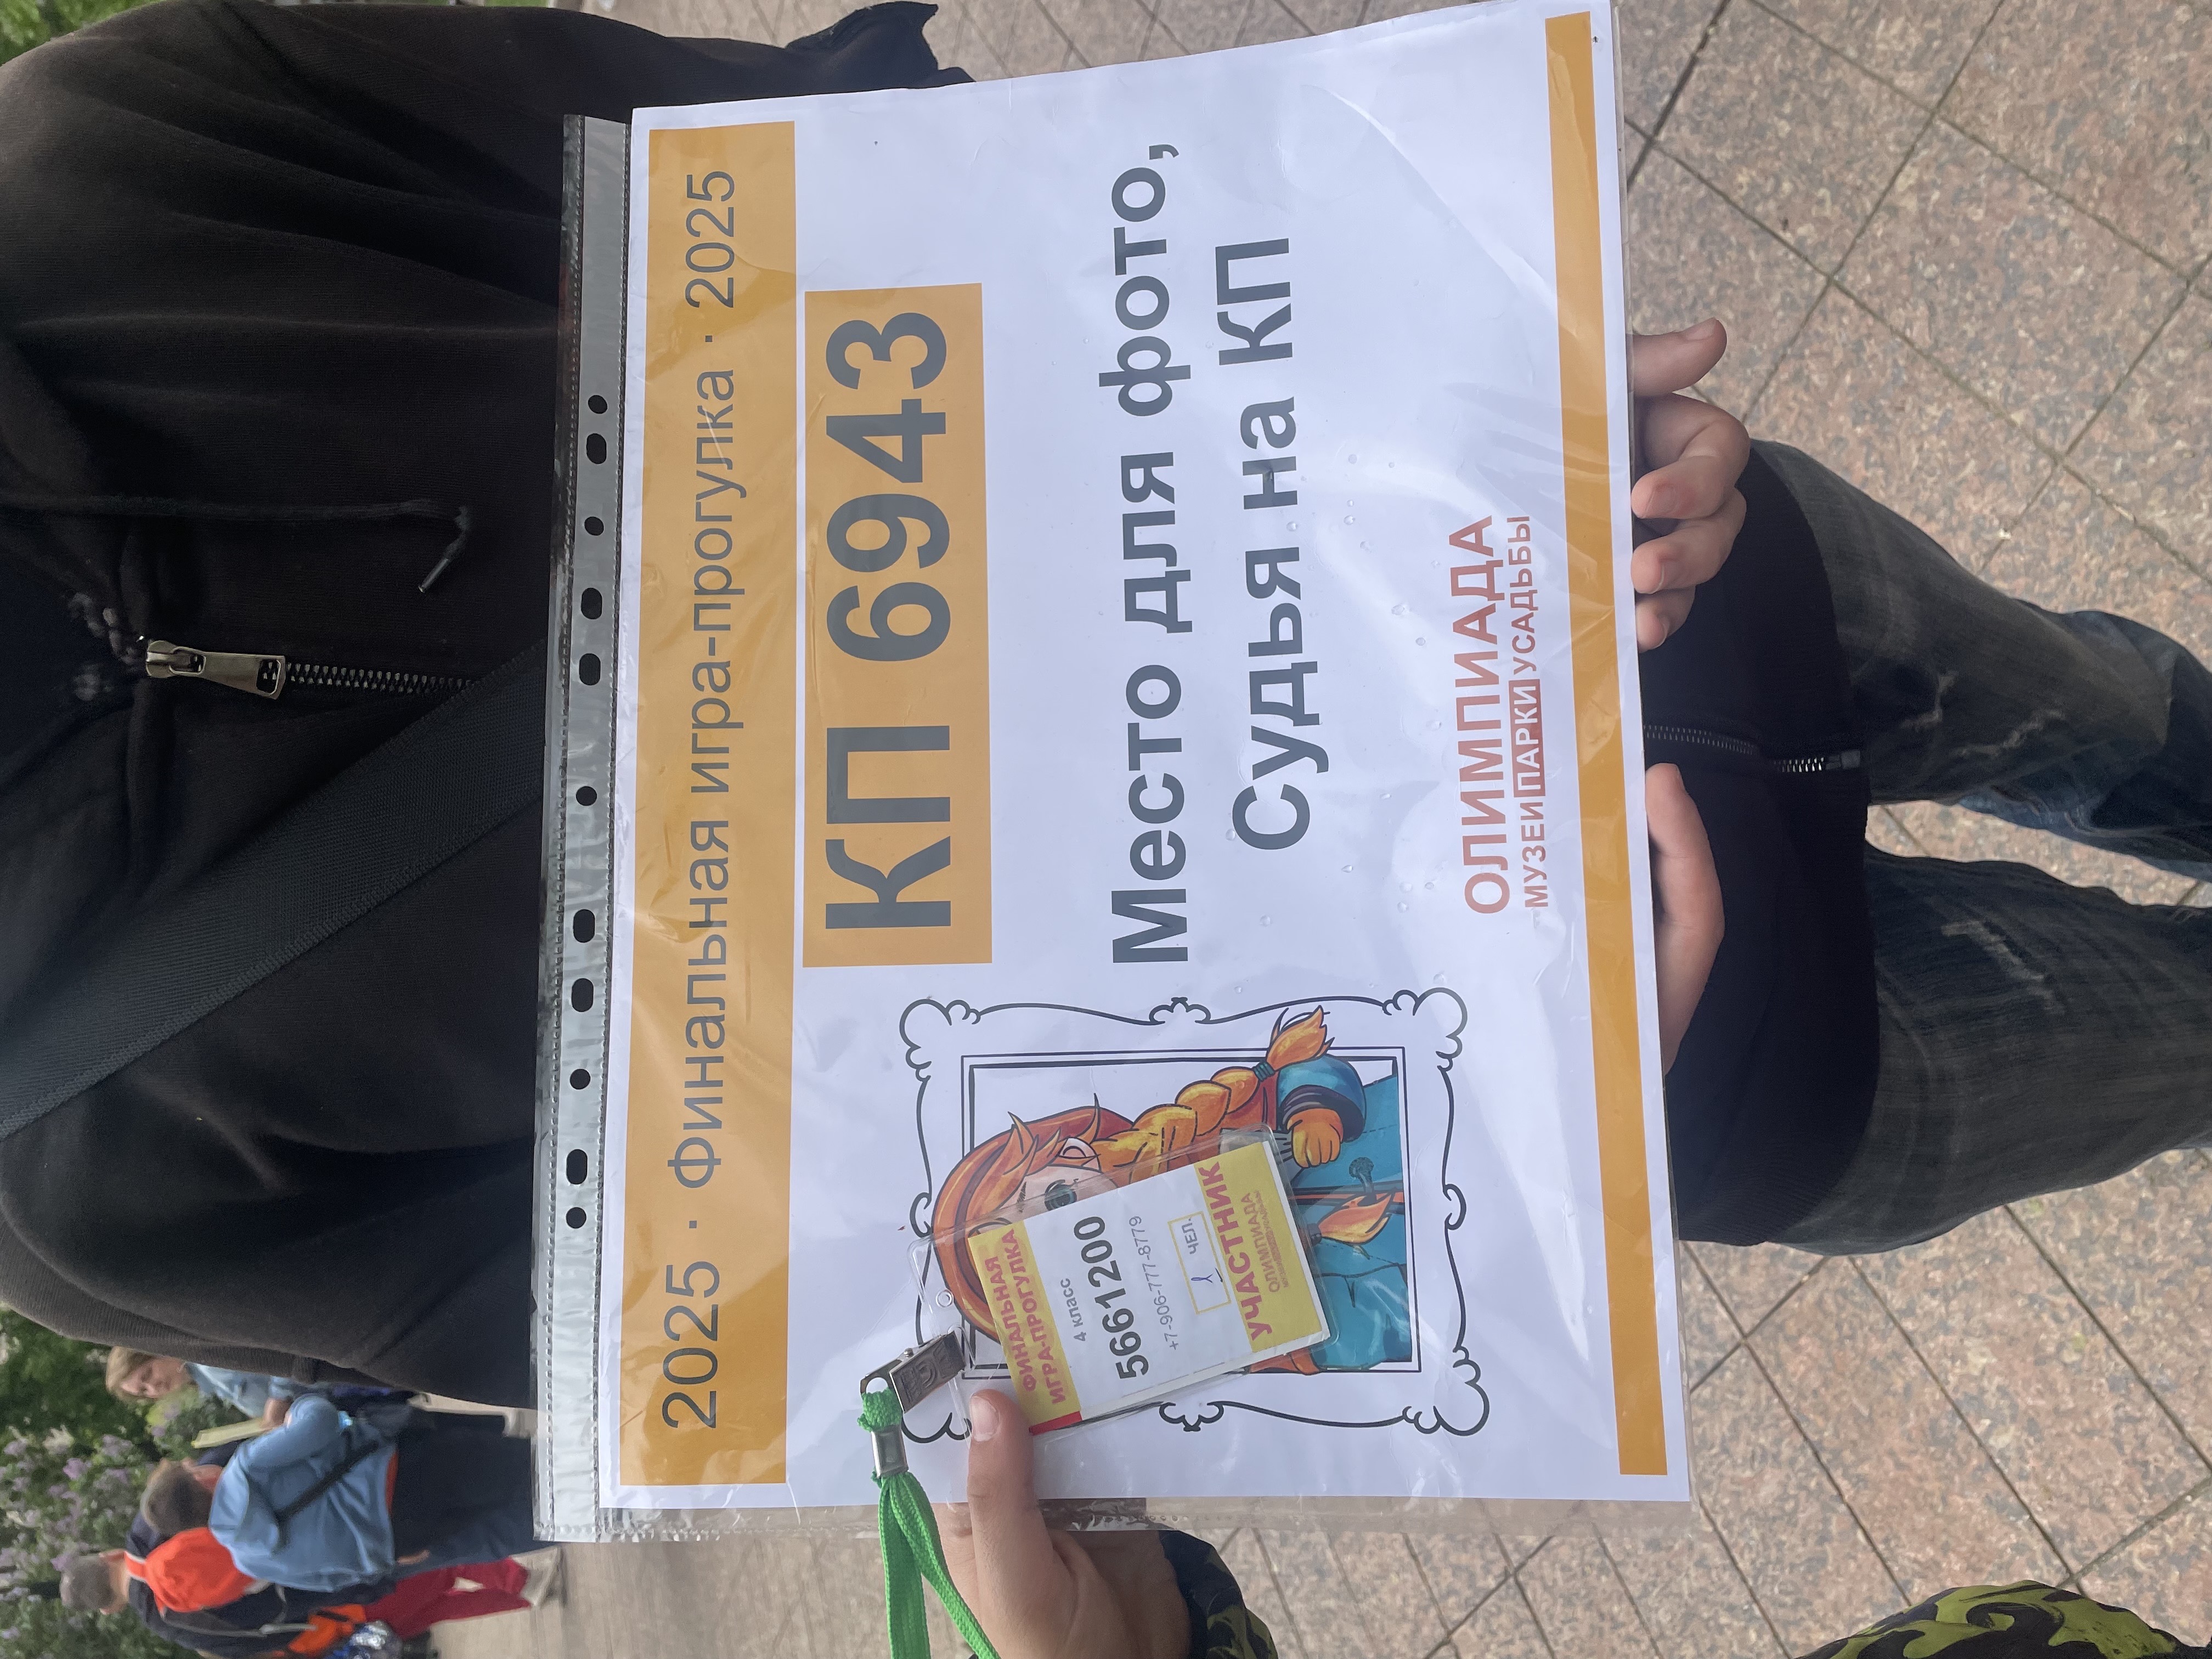 2025 · Финальная игра-прогулка · 2025
КП 6943
Место для фото,
Судья на КП
ОЛИМПИАДА
МУЗЕИ ПАРКИ УСАДЬБЫ
ФИНАЛЬНАЯ
ИГРА-ПРОГУЛКА
4 класс
5661200
+7-906-777-8779
ЧЕЛ.
УЧАСТНИК
ОЛИМПИАДА